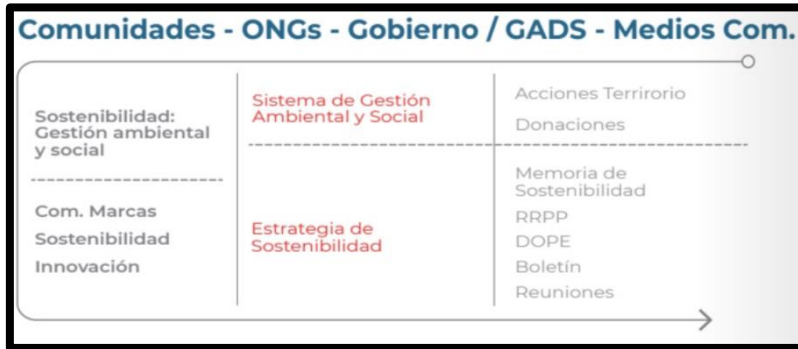 Comunidades - ONGs - Gobierno / GADS - Medios Com.
Sostenibilidad:
Gestión ambiental
y social
Com. Marcas
Sostenibilidad
Innovación
Sistema de Gestión
Ambiental y Social
Estrategia de
Sostenibilidad
Acciones Terrirorio
Donaciones
Memoria de
Sostenibilidad
RRPP
DOPE
Boletín
Reuniones